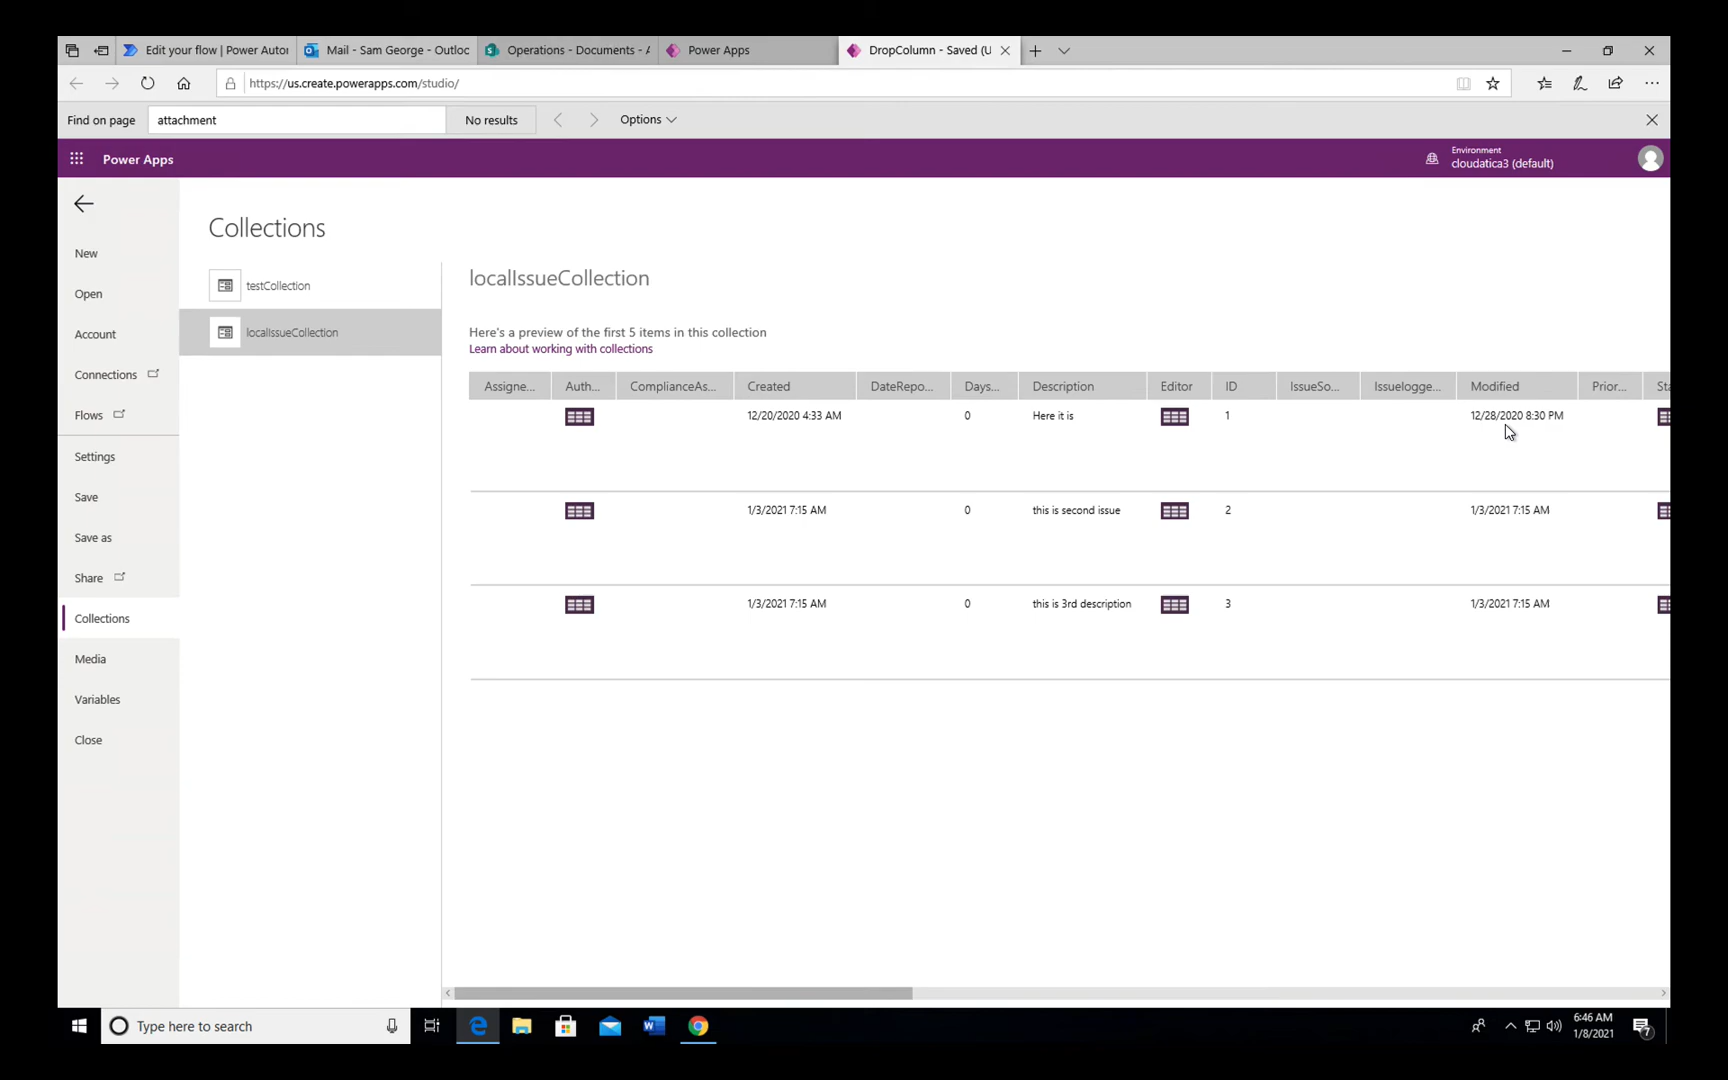 Edit your flow | Power Autor
Mail - Sam George - Outloc
Operations - Documents - A
Power Apps
DropColumn - Saved (U
https://us.create.powerapps.com/studio/
Find on page
attachment
No results
Options
Power Apps
Environment
cloudatica3 (default)
New
Open
Account
Connections
Flows
Settings
Save
Save as
Share
Collections
Media
Variables
Close
Collections
testCollection
localIssueCollection
localIssueCollection
Here's a preview of the first 5 items in this collection
Learn about working with collections
Assigne... Auth... ComplianceAs... Created DateRepo... Days... Description Editor ID IssueSo... Issuelogge... Modified Prior... Sta
12/20/2020 4:33 AM 0 Here it is 1 12/28/2020 8:30 PM
1/3/2021 7:15 AM 0 this is second issue 2 1/3/2021 7:15 AM
1/3/2021 7:15 AM 0 this is 3rd description 3 1/3/2021 7:15 AM
Type here to search
6:46 AM
1/8/2021
7